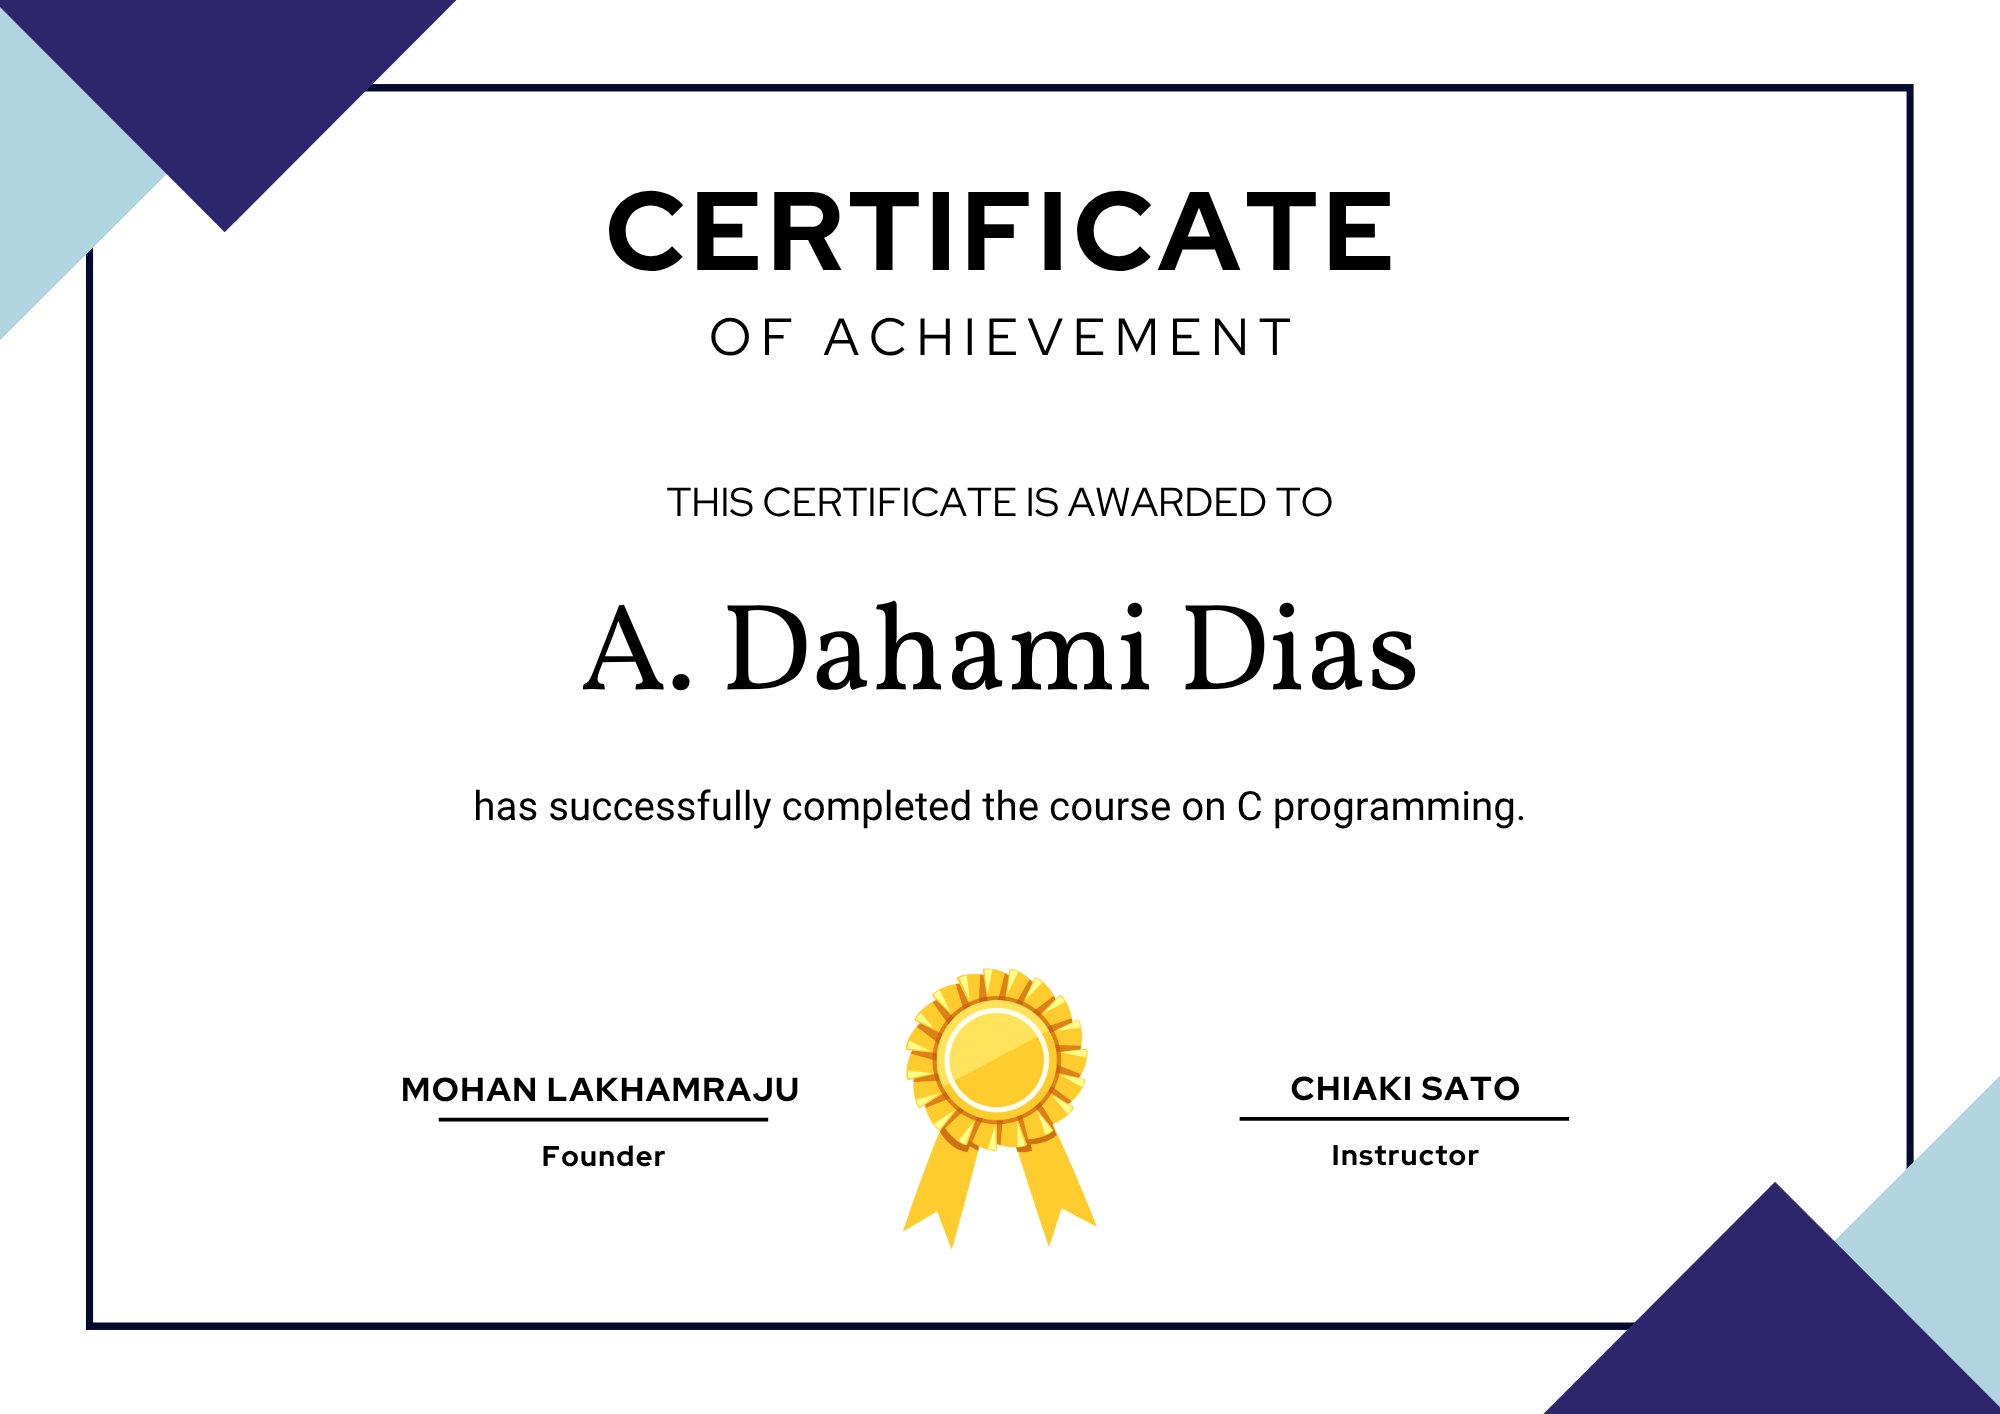 CERTIFICATE
OF ACHIEVEMENT
THIS CERTIFICATE IS AWARDED TO
A. Dahami Dias
has successfully completed the course on C programming.
MOHAN LAKHAMRAJU
Founder
CHIAKI SATO
Instructor